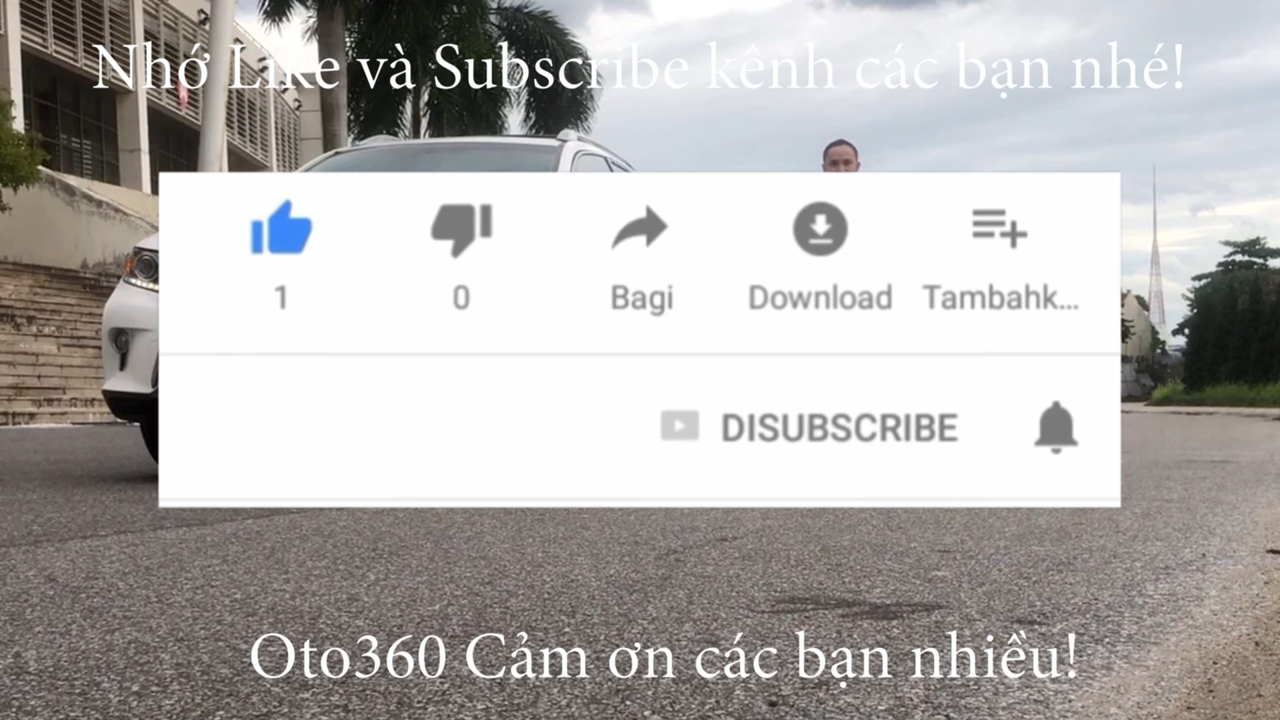 Nhớ Like và Subscribe kênh các bạn nhé!
1 0 Bagi Download Tambahk...
DISUBSCRIBE
Oto360 Cảm ơn các bạn nhiều!